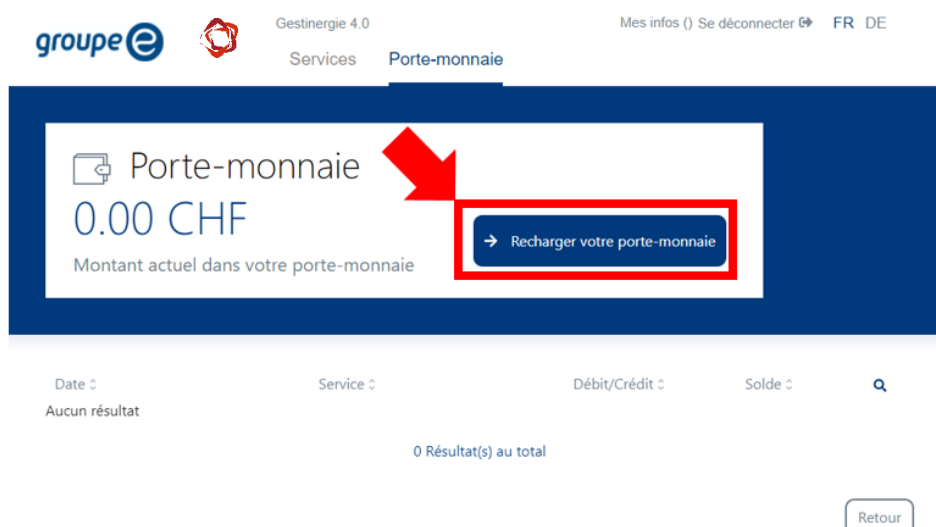 groupe e
Gestinergie 4.0
Mes infos () Se déconnecter FR DE
Services Porte-monnaie
Porte-monnaie
0.00 CHF
Montant actuel dans votre porte-monnaie
Recharger votre porte-monnaie
Date Service Débit/Crédit Solde
Aucun résultat
0 Résultat(s) au total
Retour